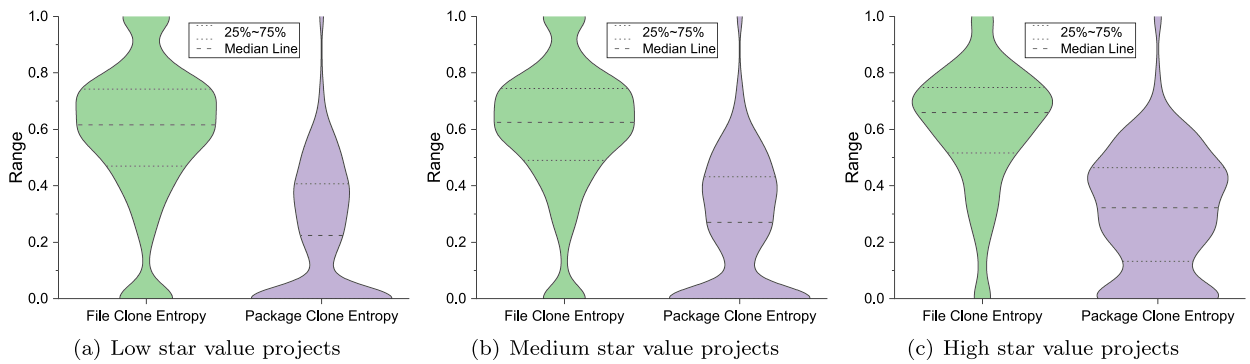 Range
1.0
0.8
0.6
0.4
0.2
0.0
25%~75%
Median Line
File Clone Entropy Package Clone Entropy
(a) Low star value projects
Range
1.0
0.8
0.6
0.4
0.2
0.0
25%~75%
Median Line
File Clone Entropy Package Clone Entropy
(b) Medium star value projects
Range
1.0
0.8
0.6
0.4
0.2
0.0
25%~75%
Median Line
File Clone Entropy Package Clone Entropy
(c) High star value projects